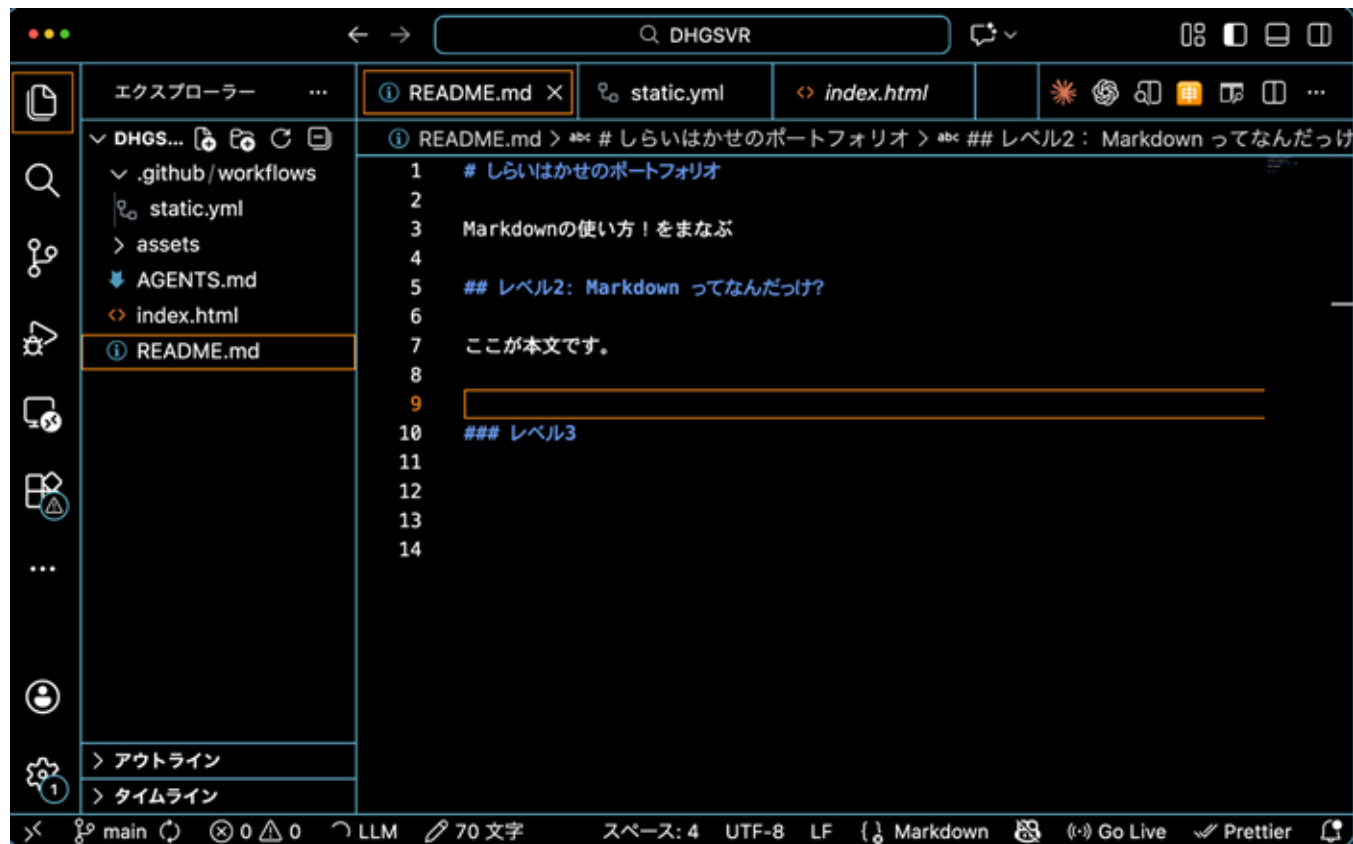 DHGSVR
エクスプローラー ···
README.md
static.yml
index.html
DHGS...
README.md > # しらいはかせのポートフォリオ > ## レベル2： Markdown ってなんだっけ
.github/workflows
static.yml
assets
AGENTS.md
index.html
README.md
1 # しらいはかせのポートフォリオ
2
3 Markdownの使い方！をまなぶ
4
5 ## レベル2: Markdown ってなんだっけ?
6
7 ここが本文です。
8
9
10 ### レベル3
11
12
13
14
アウトライン
タイムライン
1
main 0 0 LLM 70 文字 スペース: 4 UTF-8 LF Markdown Go Live Prettier